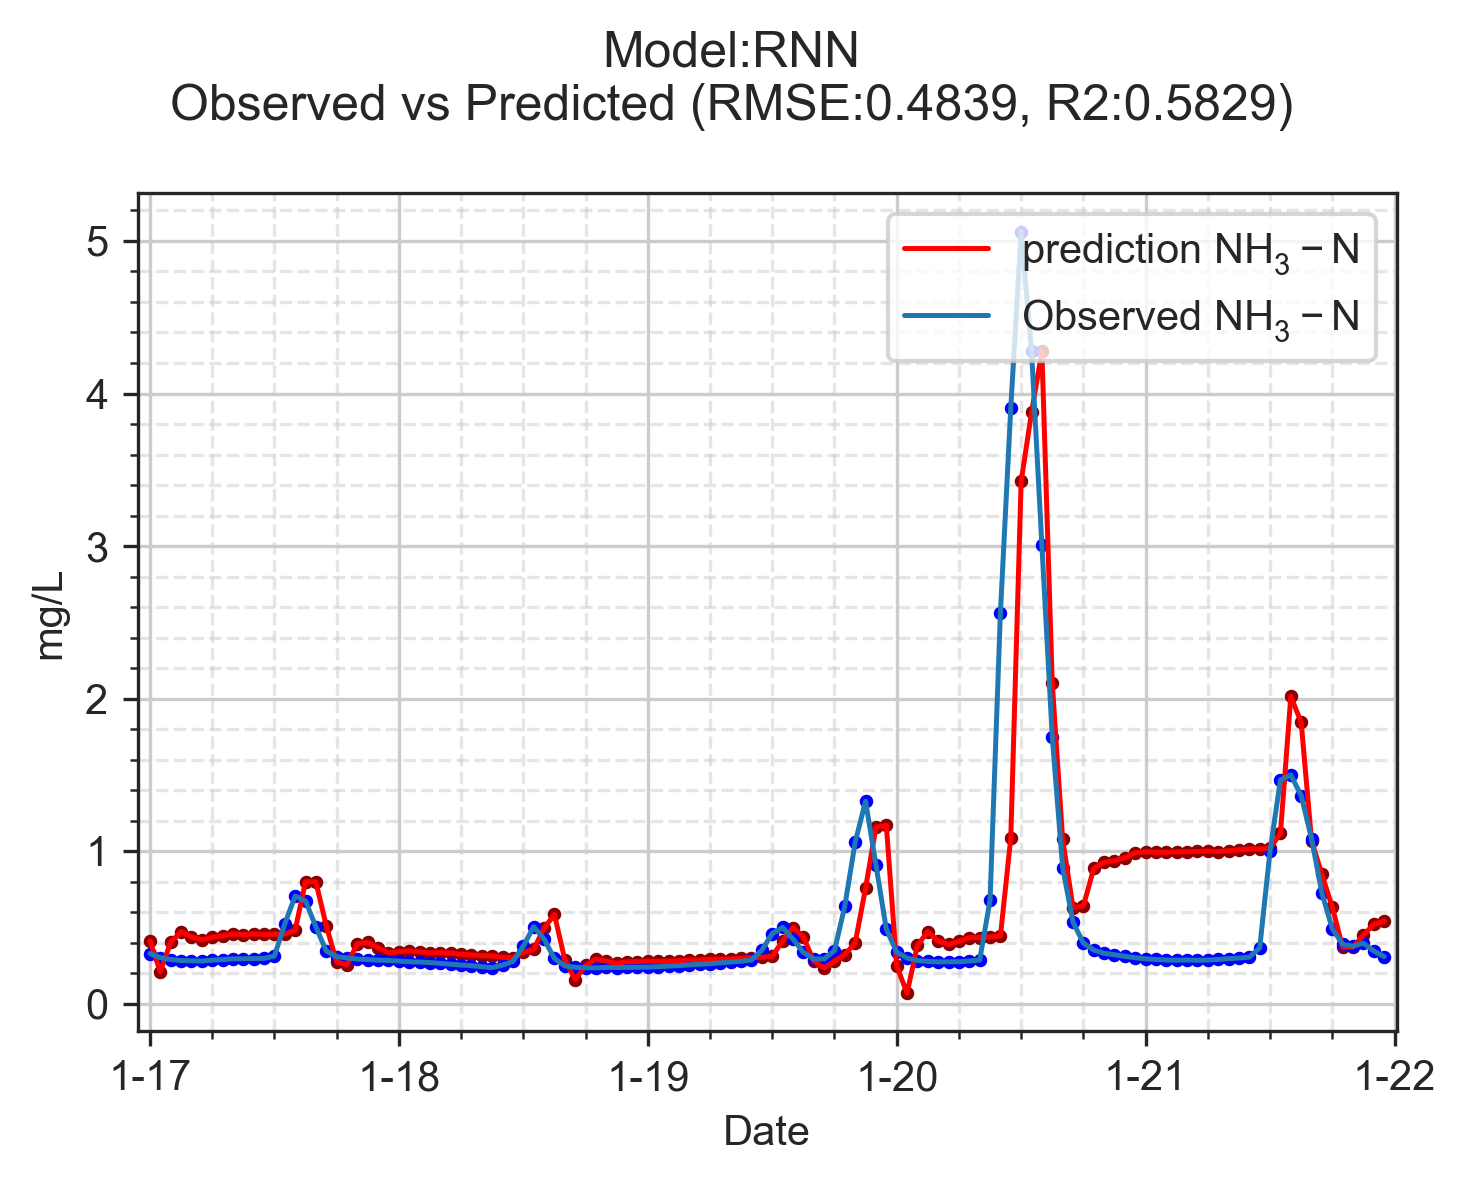 Model:RNN
Observed vs Predicted (RMSE:0.4839, R2:0.5829)
prediction NH₃ − N
Observed NH₃ − N
5
4
3
2
1
0
mg/L
1-17 1-18 1-19 1-20 1-21 1-22
Date